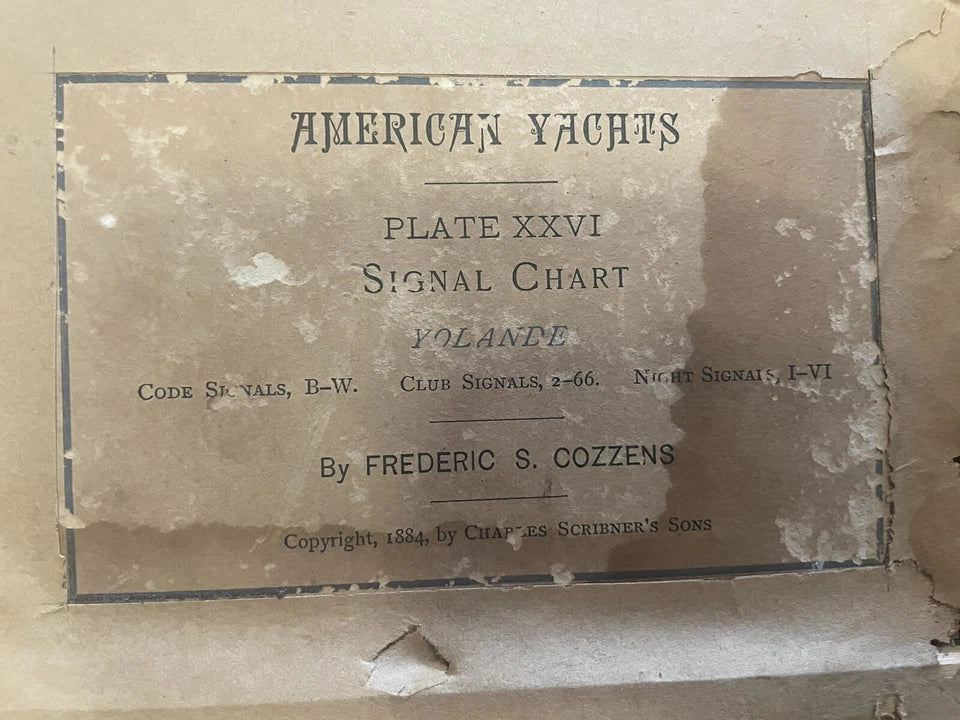 AMERICAN YACHTS
PLATE XXVI
SIGNAL CHART
YOLANDE
CODE SIGNALS, B–W. CLUB SIGNALS, 2–66. NIGHT SIGNALS, I–VI
By FREDERIC S. COZZENS
Copyright, 1884, by CHARLES SCRIBNER'S SONS